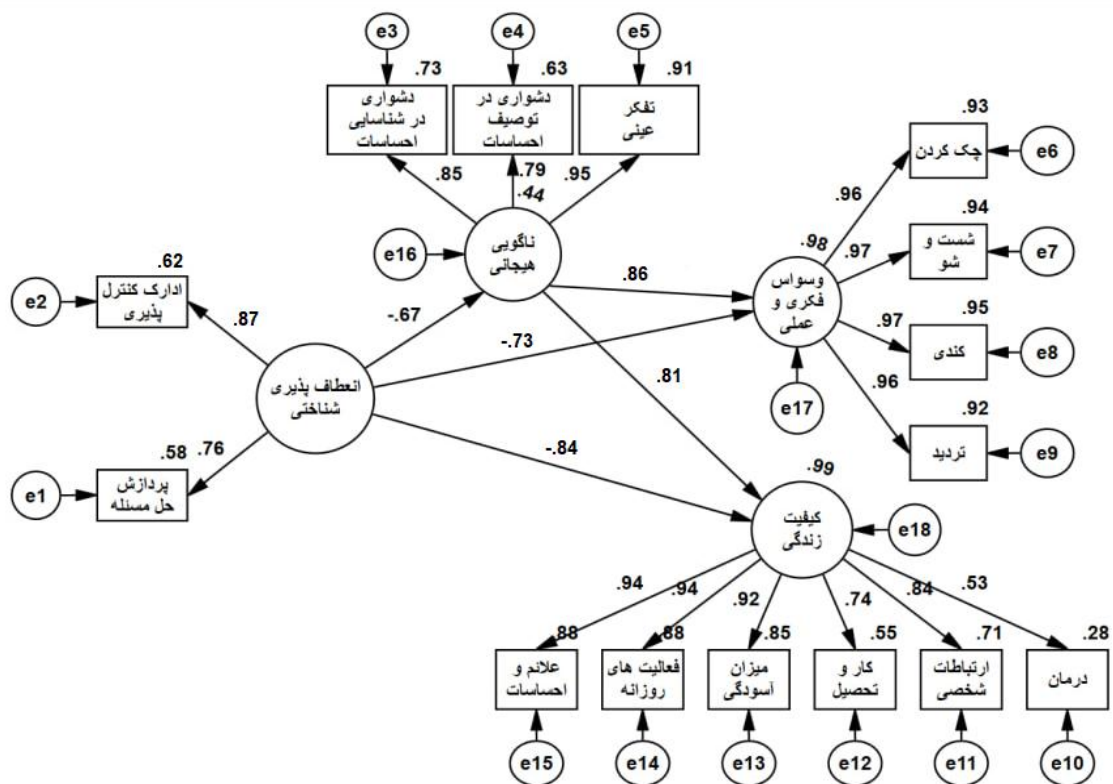 e3
e4
e5
.73
.63
.91
دشواری
در شناسایی
احساسات
دشواری در
توصیف
احساسات
تفکر
عینی
.93
چک کردن
e6
.85
.79
.95
.44
.96
e16
ناگویی
هیجانی
.98
.97
.94
شست و
شو
e7
.62
e2
ادارک کنترل
پذیری
.86
وسواس
فکری و
عملی
.87
-.67
-.73
.97
.95
کندی
e8
.96
انعطاف پذیری
شناختی
.81
e17
.92
تردید
e9
-.84
.58
.76
e1
پردازش
حل مسئله
.99
کیفیت
زندگی
e18
.94
.94
.92
.74
.84
.53
.88
.88
.85
.55
.71
.28
علائم و
احساسات
فعالیت های
روزانه
میزان
آسودگی
کار و
تحصیل
ارتباطات
شخصی
درمان
e15
e14
e13
e12
e11
e10